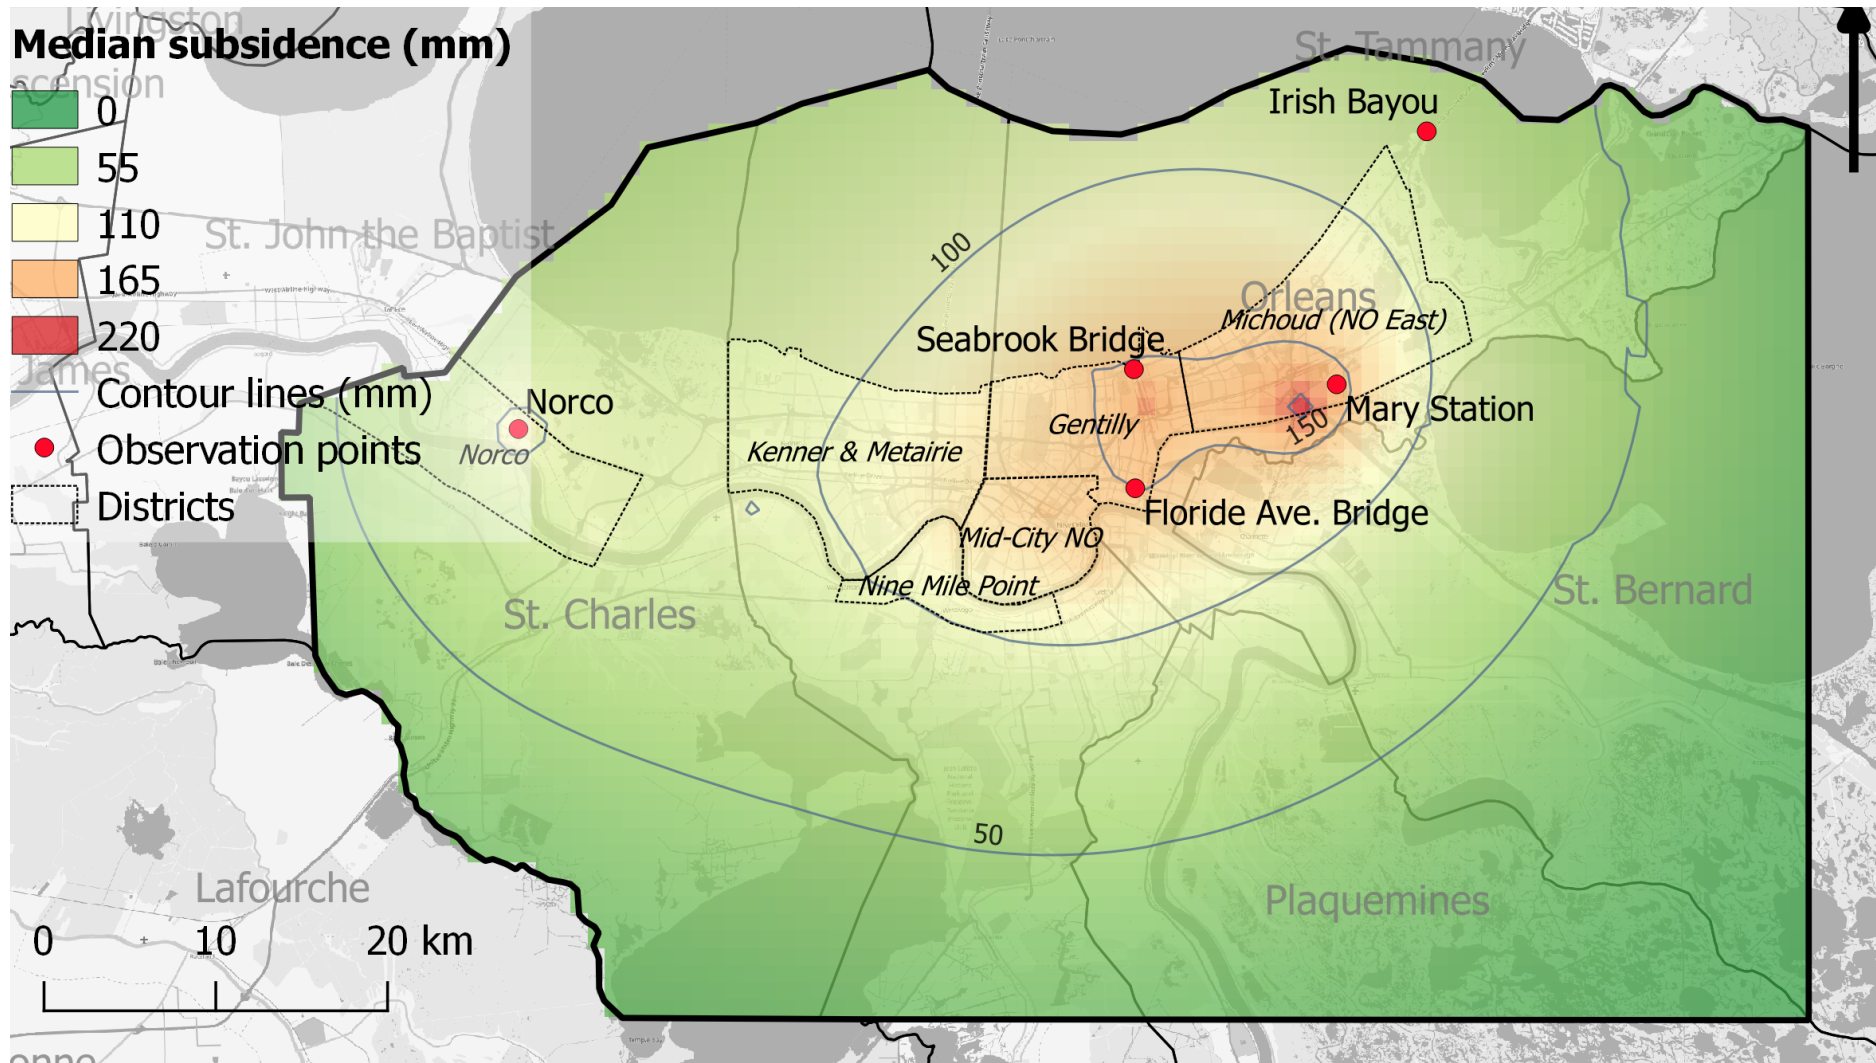 Livingston
Median subsidence (mm)
scension
0
55
110
165
220
James
Contour lines (mm)
Observation points
Districts
St. John the Baptist
St. Tammany
Irish Bayou
100
Orleans
Michoud (NO East)
Seabrook Bridge
Norco
Norco
Gentilly
Mary Station
150
Kenner & Metairie
Floride Ave. Bridge
Mid-City NO
Nine Mile Point
St. Charles
St. Bernard
50
Lafourche
Plaquemines
0 10 20 km